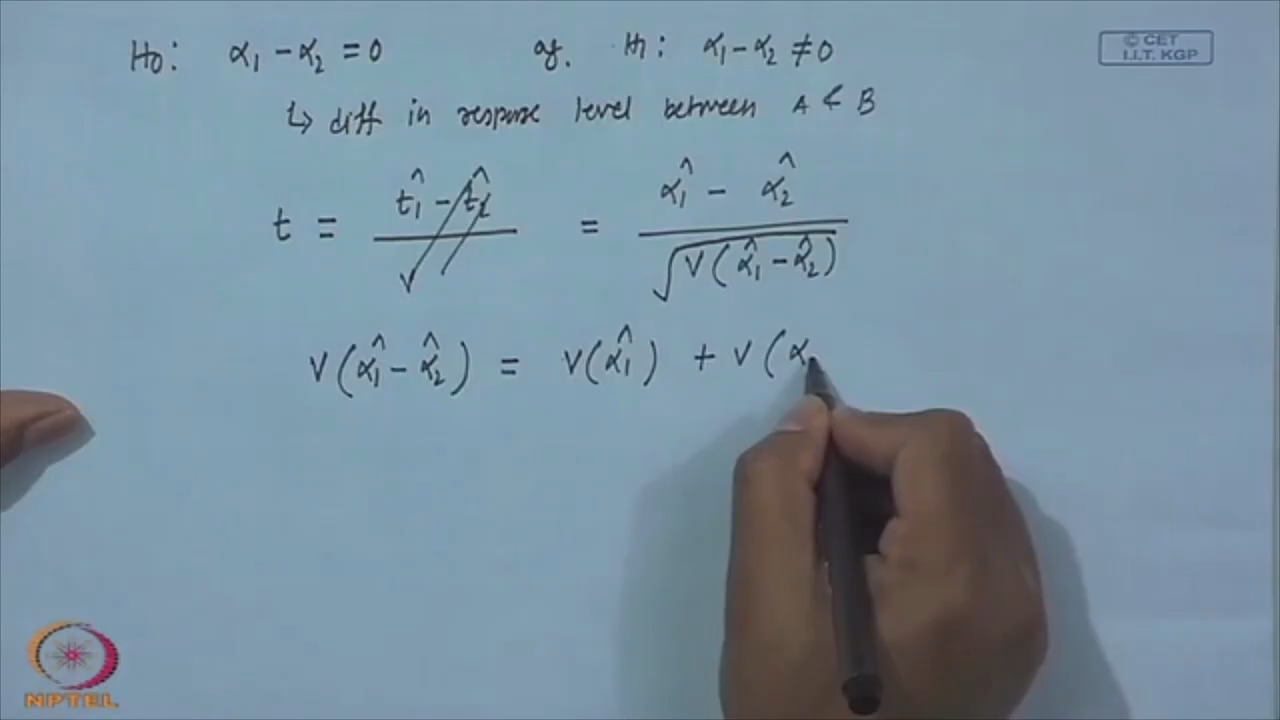 H0: α1 - α2 = 0 ag. H1: α1 - α2 ≠ 0
© CET
I.I.T. KGP
↳ diff in respose level between A & B
t = t̂1 - t̂2 / √ = α̂1 - α̂2 / √V(α̂1 - α̂2)
V(α̂1 - α̂2) = V(α̂1) + V(α
NPTEL